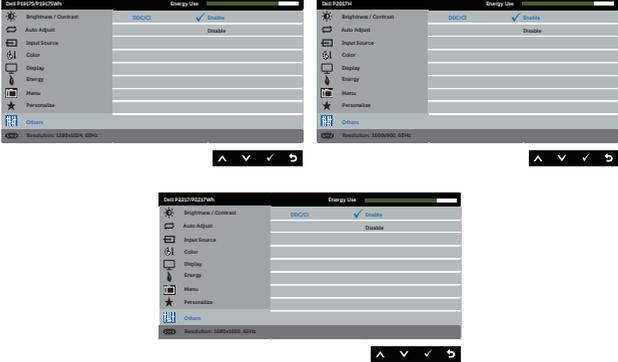 Dell P1917S/P1917SWh Energy Use
Brightness / Contrast DDC/CI Enable
Auto Adjust Disable
Input Source
Color
Display
Energy
Menu
Personalize
Others
Resolution: 1280x1024, 60Hz
Dell P2017H Energy Use
Brightness / Contrast DDC/CI Enable
Auto Adjust Disable
Input Source
Color
Display
Energy
Menu
Personalize
Others
Resolution: 1600x900, 60Hz
Dell P2217/P2217Wh Energy Use
Brightness / Contrast DDC/CI Enable
Auto Adjust Disable
Input Source
Color
Display
Energy
Menu
Personalize
Others
Resolution: 1680x1050, 60Hz